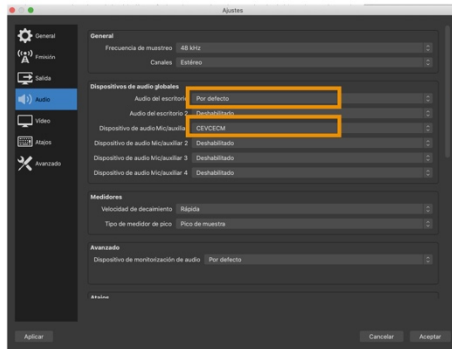 Ajustes
General
Emisión
Salida
Audio
Vídeo
Atajos
Avanzado
General
Frecuencia de muestreo 48 kHz
Canales Estéreo
Dispositivos de audio globales
Audio del escritorio Por defecto
Audio del escritorio 2 Deshabilitado
Dispositivo de audio Mic/auxiliar CEVCECM
Dispositivo de audio Mic/auxiliar 2 Deshabilitado
Dispositivo de audio Mic/auxiliar 3 Deshabilitado
Dispositivo de audio Mic/auxiliar 4 Deshabilitado
Medidores
Velocidad de decaimiento Rápida
Tipo de medidor de pico Pico de muestra
Avanzado
Dispositivo de monitorización de audio Por defecto
Atajos
Aplicar Cancelar Aceptar